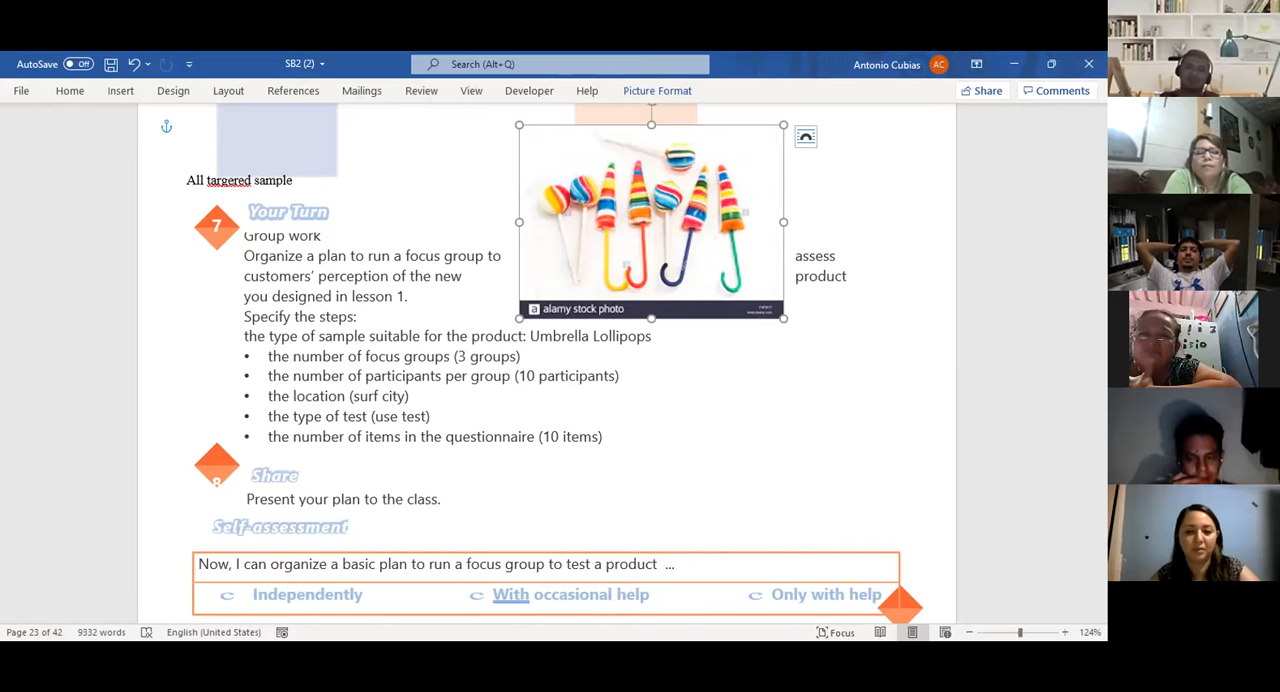 AutoSave Off SB2 (2) Search (Alt+Q) Antonio Cubias AC
File Home Insert Design Layout References Mailings Review View Developer Help Picture Format Share Comments
All targered sample
7 Your Turn
Group work
Organize a plan to run a focus group to assess
customers’ perception of the new product
you designed in lesson 1.
Specify the steps:
the type of sample suitable for the product: Umbrella Lollipops
• the number of focus groups (3 groups)
• the number of participants per group (10 participants)
• the location (surf city)
• the type of test (use test)
• the number of items in the questionnaire (10 items)
a alamy stock photo
8 Share
Present your plan to the class.
Self-assessment
Now, I can organize a basic plan to run a focus group to test a product ...
Independently With occasional help Only with help
Page 23 of 42 9332 words English (United States) Focus 124%